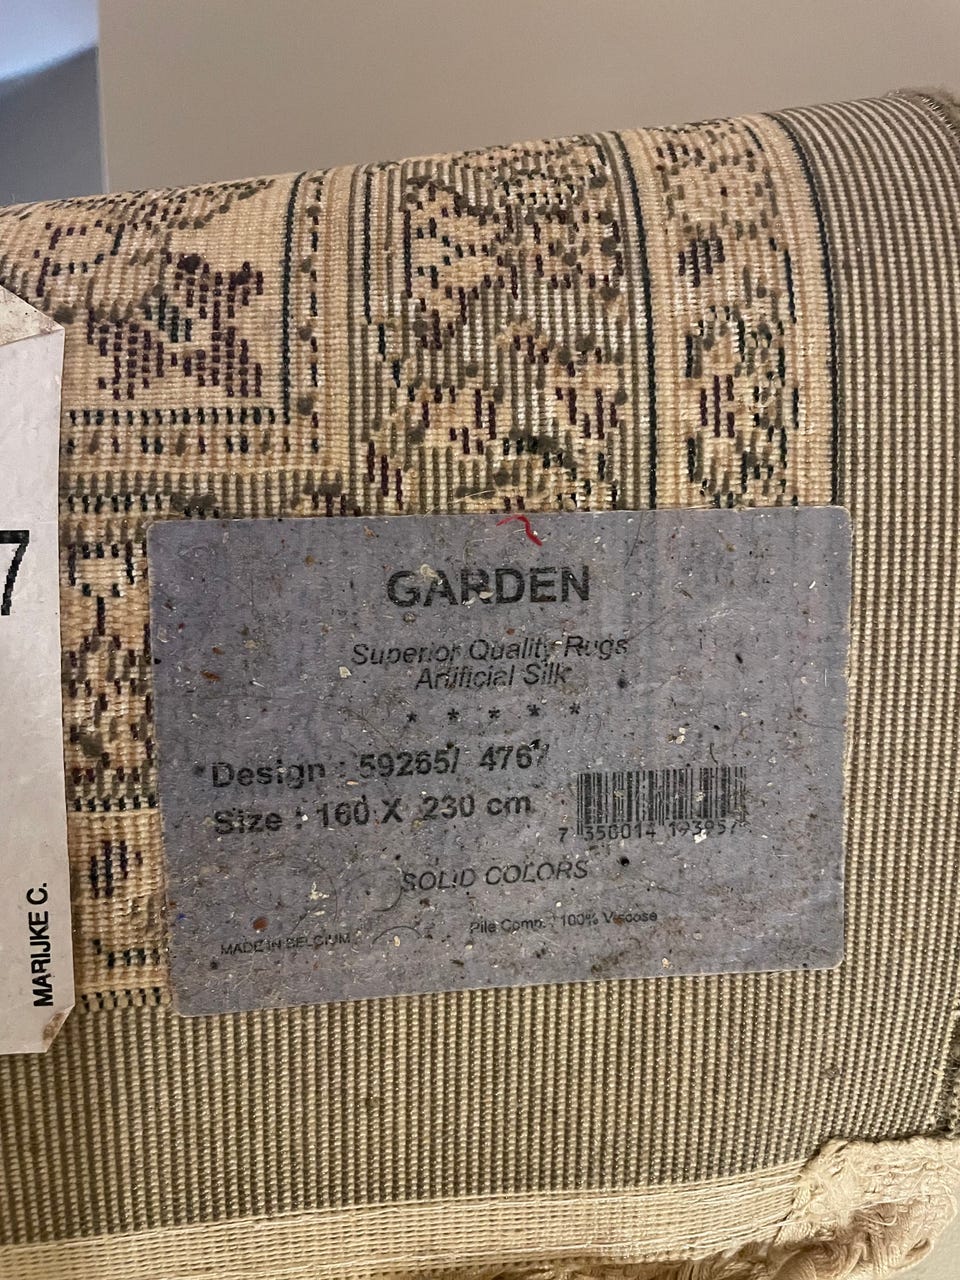 GARDEN
Superior Quality Rugs
Artificial Silk
* * * * *
Design : 59265/ 4767
Size : 160 X 230 cm
7 350014 193957
SOLID COLORS
Pile Comp. : 100% Viscose
MADE IN BELGIUM
7
MARIJKE C.